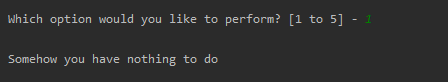 Which option would you like to perform? [1 to 5] - 1
Somehow you have nothing to do